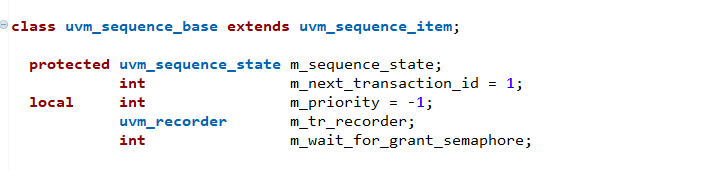 class uvm_sequence_base extends uvm_sequence_item;
protected uvm_sequence_state m_sequence_state;
int m_next_transaction_id = 1;
local int m_priority = -1;
uvm_recorder m_tr_recorder;
int m_wait_for_grant_semaphore;